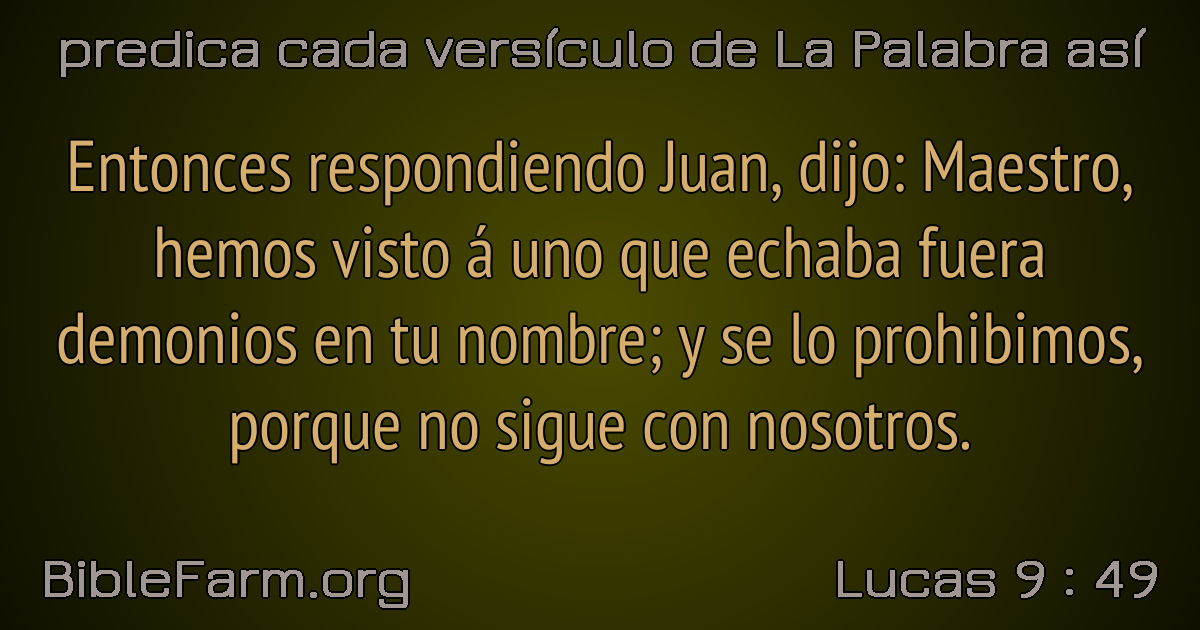 predica cada versículo de La Palabra así
Entonces respondiendo Juan, dijo: Maestro,
hemos visto á uno que echaba fuera
demonios en tu nombre; y se lo prohibimos,
porque no sigue con nosotros.
BibleFarm.org
Lucas 9 : 49